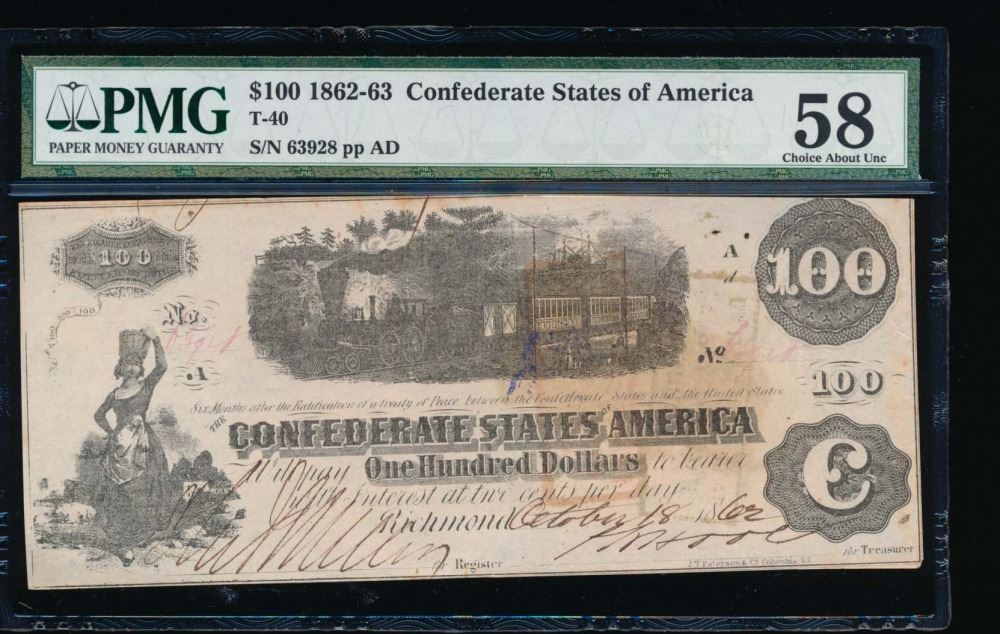 PMG
PAPER MONEY GUARANTY
$100 1862-63 Confederate States of America
T-40
S/N 63928 pp AD
58
Choice About Unc
100
100
No.
A
A
No
100
Six Months after the Ratification of a treaty of Peace between the Confederate States and the United States
THE CONFEDERATE STATES OF AMERICA
Will pay One Hundred Dollars to bearer
with Interest at two cents per day
C
Richmond October 18 1862
for Register
for Treasurer
J.T. Paterson & Co Columbia S.C.